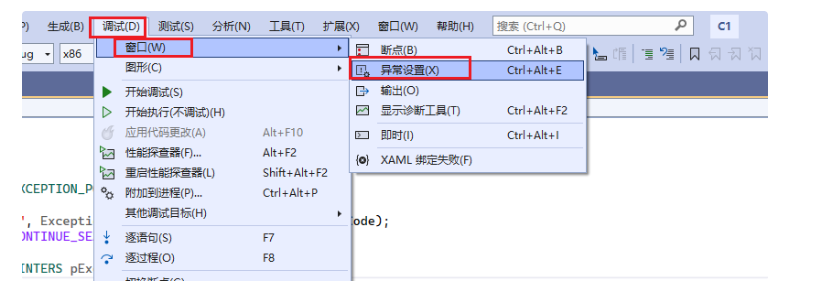 生成(B) 调试(D) 测试(S) 分析(N) 工具(T) 扩展(X) 窗口(W) 帮助(H) 搜索 (Ctrl+Q) C1
ug x86
窗口(W)
图形(C)
开始调试(S)
开始执行(不调试)(H)
应用代码更改(A) Alt+F10
性能探查器(F)... Alt+F2
重启性能探查器(L) Shift+Alt+F2
附加到进程(P)... Ctrl+Alt+P
其他调试目标(H)
逐语句(S) F7
逐过程(O) F8
断点(B) Ctrl+Alt+B
异常设置(X) Ctrl+Alt+E
输出(O)
显示诊断工具(T) Ctrl+Alt+F2
即时(I) Ctrl+Alt+I
XAML 绑定失败(F)
XCEPTION_P
", Excepti ode);
ONTINUE_SE
INTERS pEx